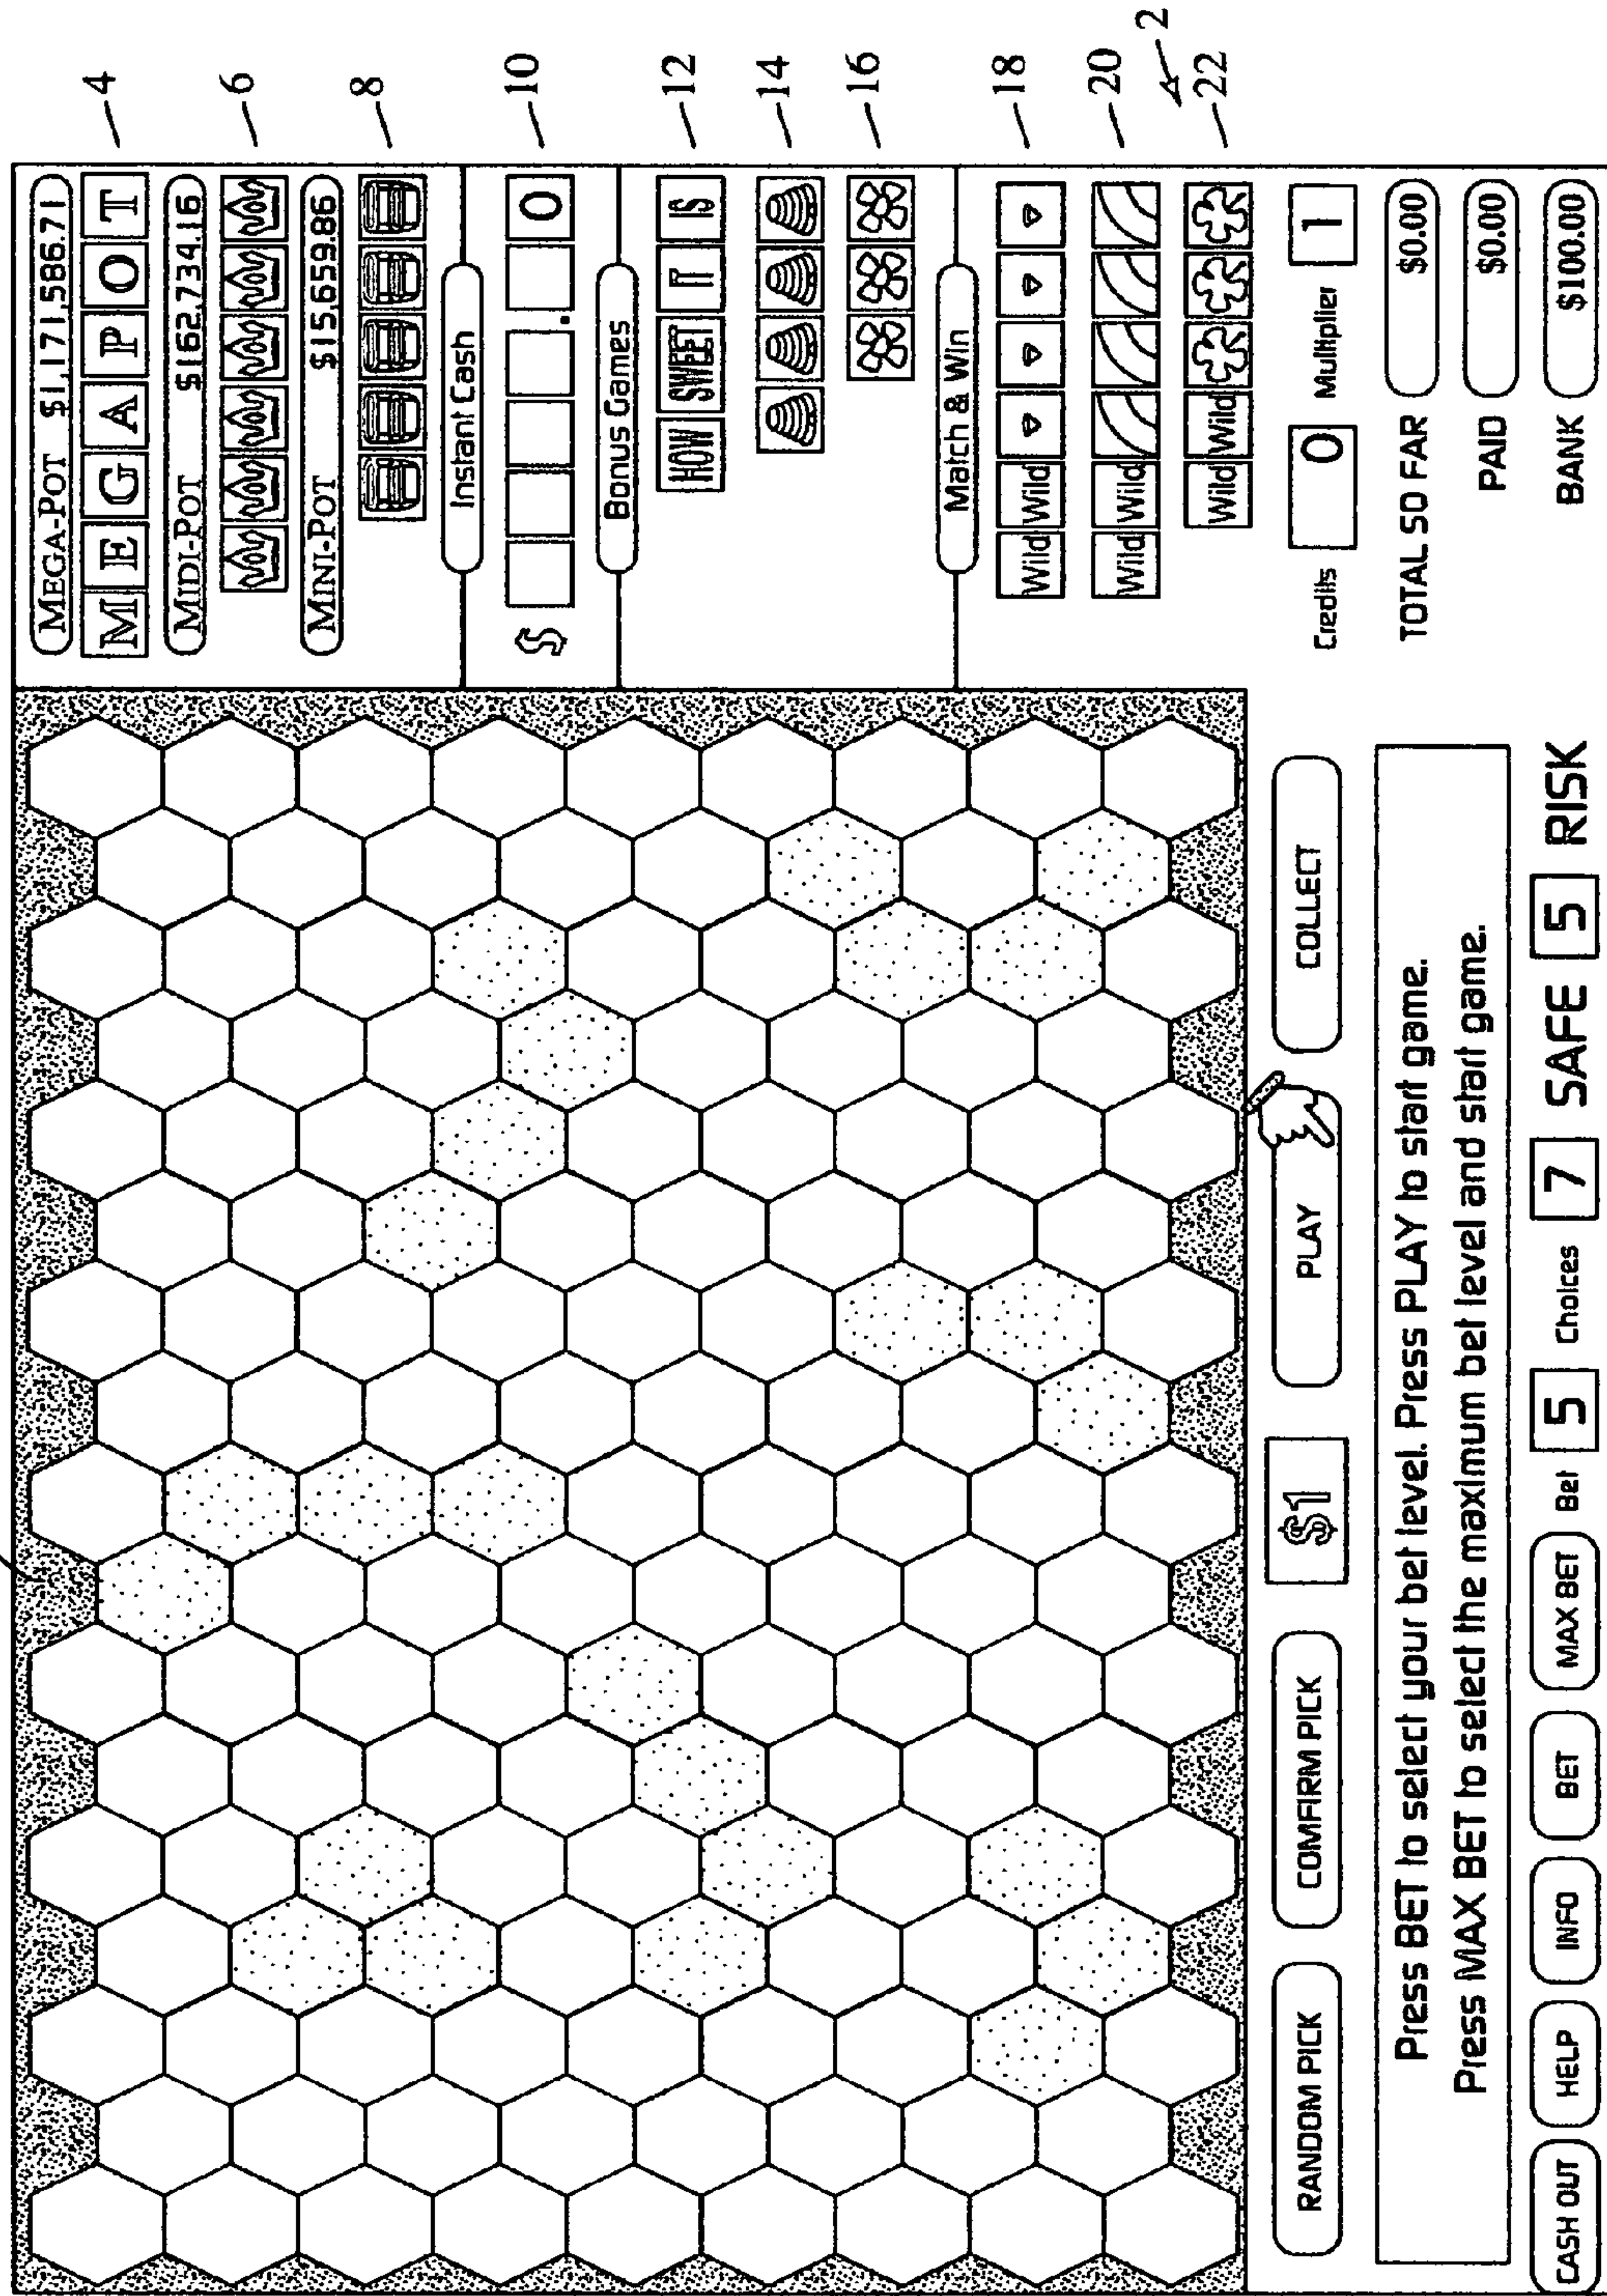 MEGA-POT $1,171,586.71
M E G A P O T
4
MIDI-POT $162,734.16
6
MINI-POT $15,659.86
8
Instant Cash
$ . 0
10
Bonus Games
HOW SWEET IT IS
12
14
16
Match & Win
Wild Wild
18
Wild Wild
20
2
Wild Wild
22
Credits 0 Multiplier 1
TOTAL SO FAR $0.00
PAID $0.00
BANK $100.00
RANDOM PICK COMFIRM PICK $1 PLAY COLLECT
Press BET to select your bet level. Press PLAY to start game.
Press MAX BET to select the maximum bet level and start game.
CASH OUT HELP INFO BET MAX BET Bet 5 Choices 7 SAFE 5 RISK